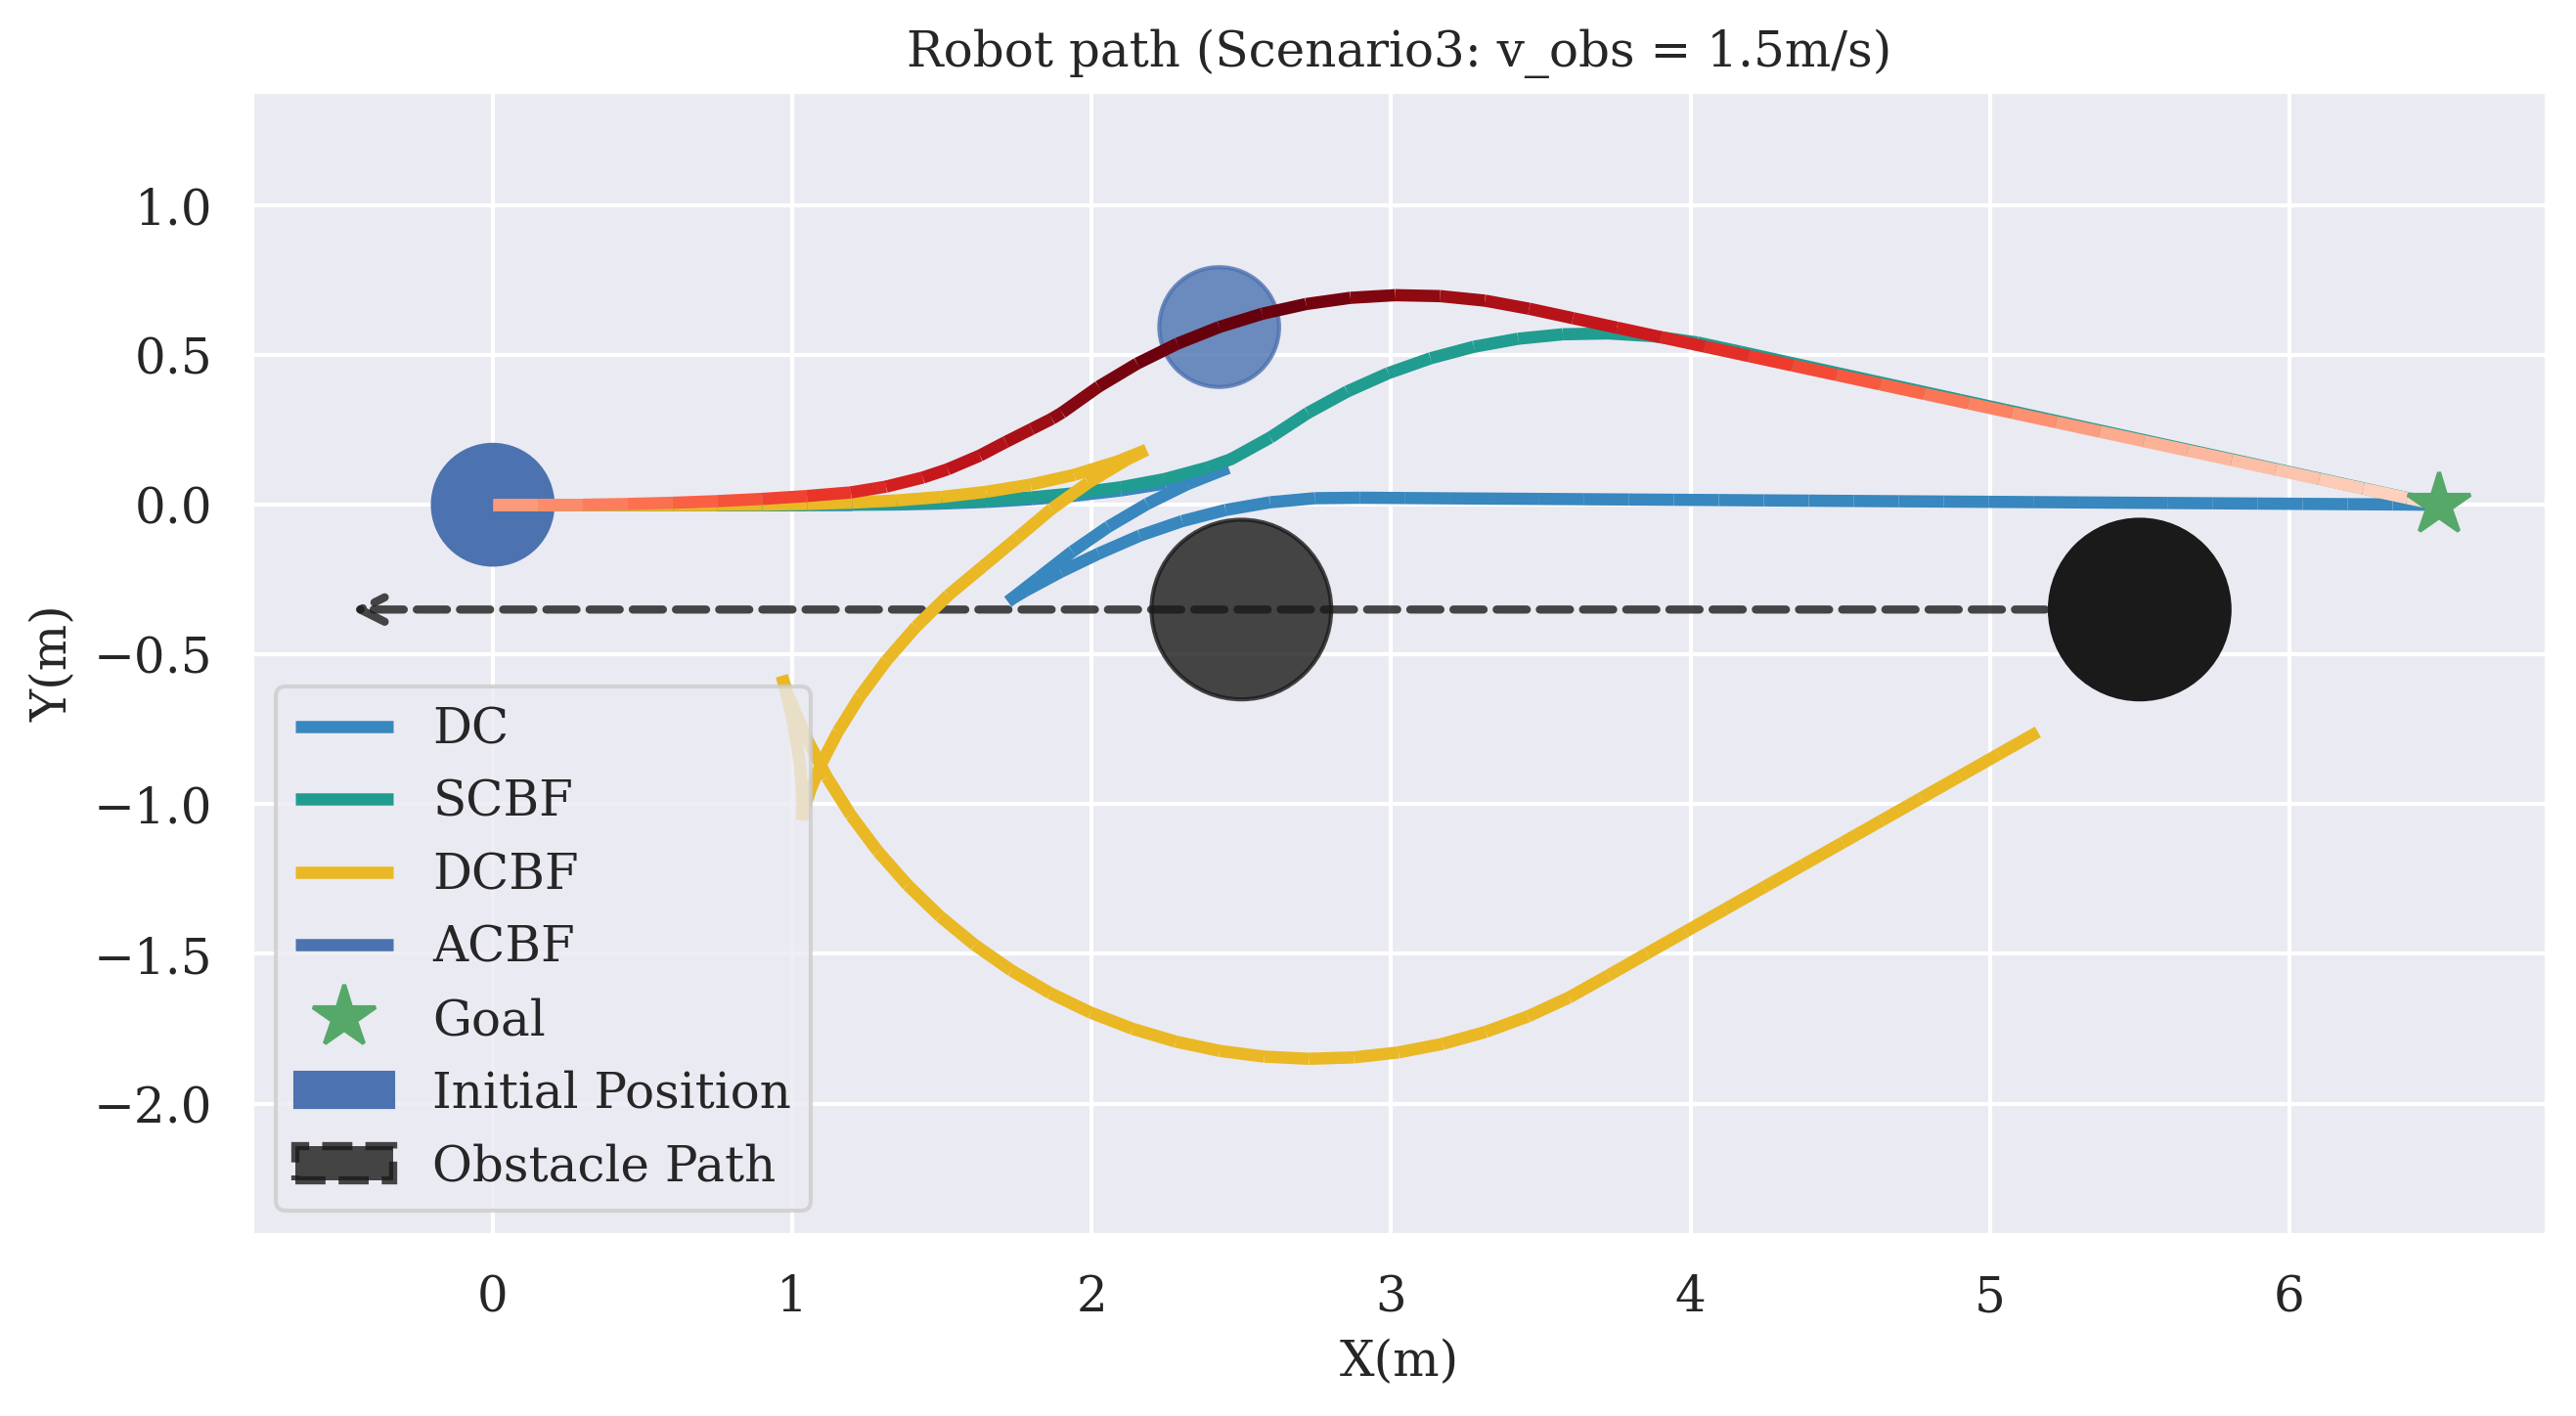 Robot path (Scenario3: v_obs = 1.5m/s)
Y(m)
1.0
0.5
0.0
−0.5
−1.0
−1.5
−2.0
DC
SCBF
DCBF
ACBF
Goal
Initial Position
Obstacle Path
0 1 2 3 4 5 6
X(m)